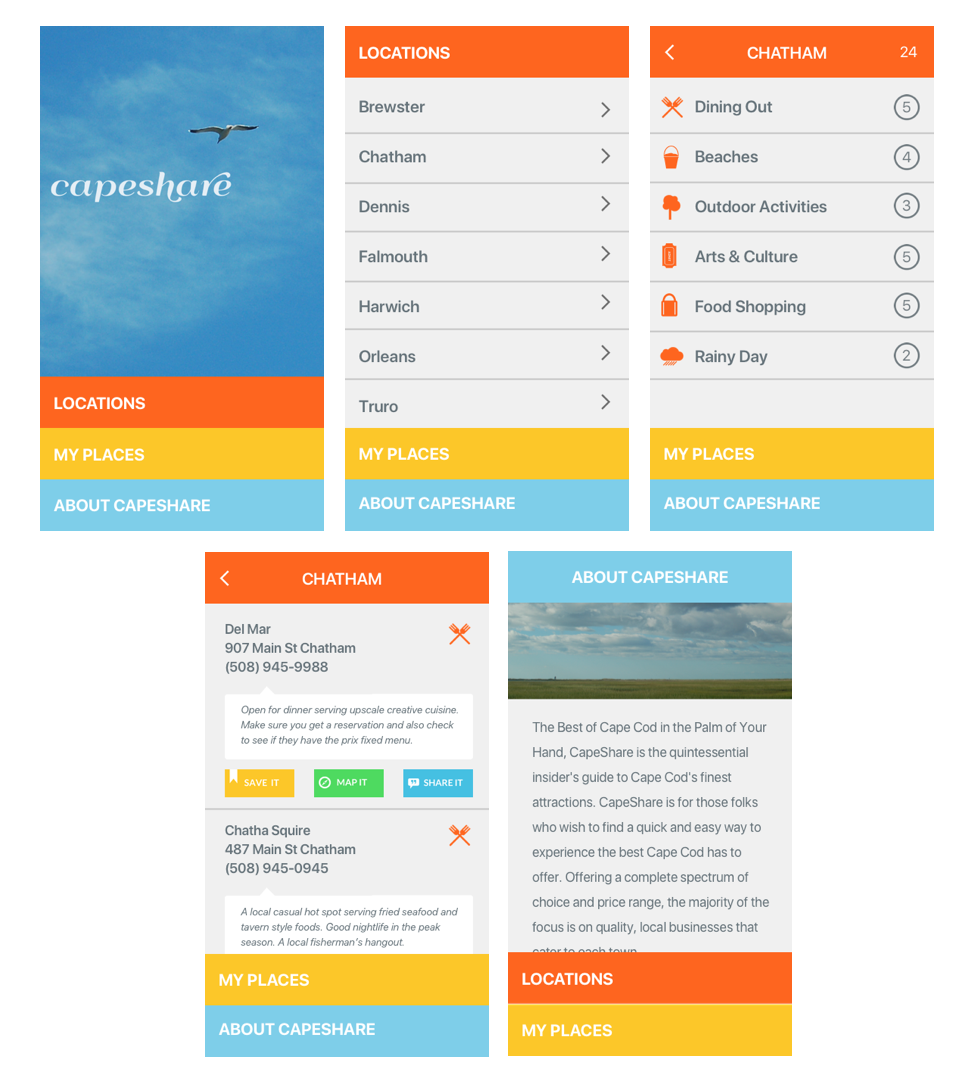 capeshare
LOCATIONS
MY PLACES
ABOUT CAPESHARE
LOCATIONS
Brewster
Chatham
Dennis
Falmouth
Harwich
Orleans
Truro
MY PLACES
ABOUT CAPESHARE
CHATHAM 24
Dining Out 5
Beaches 4
Outdoor Activities 3
Arts & Culture 5
Food Shopping 5
Rainy Day 2
MY PLACES
ABOUT CAPESHARE
CHATHAM
Del Mar
907 Main St Chatham
(508) 945-9988
Open for dinner serving upscale creative cuisine.
Make sure you get a reservation and also check
to see if they have the prix fixed menu.
SAVE IT MAP IT SHARE IT
Chatha Squire
487 Main St Chatham
(508) 945-0945
A local casual hot spot serving fried seafood and
tavern style foods. Good nightlife in the peak
season. A local fisherman's hangout.
MY PLACES
ABOUT CAPESHARE
ABOUT CAPESHARE
The Best of Cape Cod in the Palm of Your
Hand, CapeShare is the quintessential
insider's guide to Cape Cod's finest
attractions. CapeShare is for those folks
who wish to find a quick and easy way to
experience the best Cape Cod has to
offer. Offering a complete spectrum of
choice and price range, the majority of the
focus is on quality, local businesses that
cater to each town.
LOCATIONS
MY PLACES